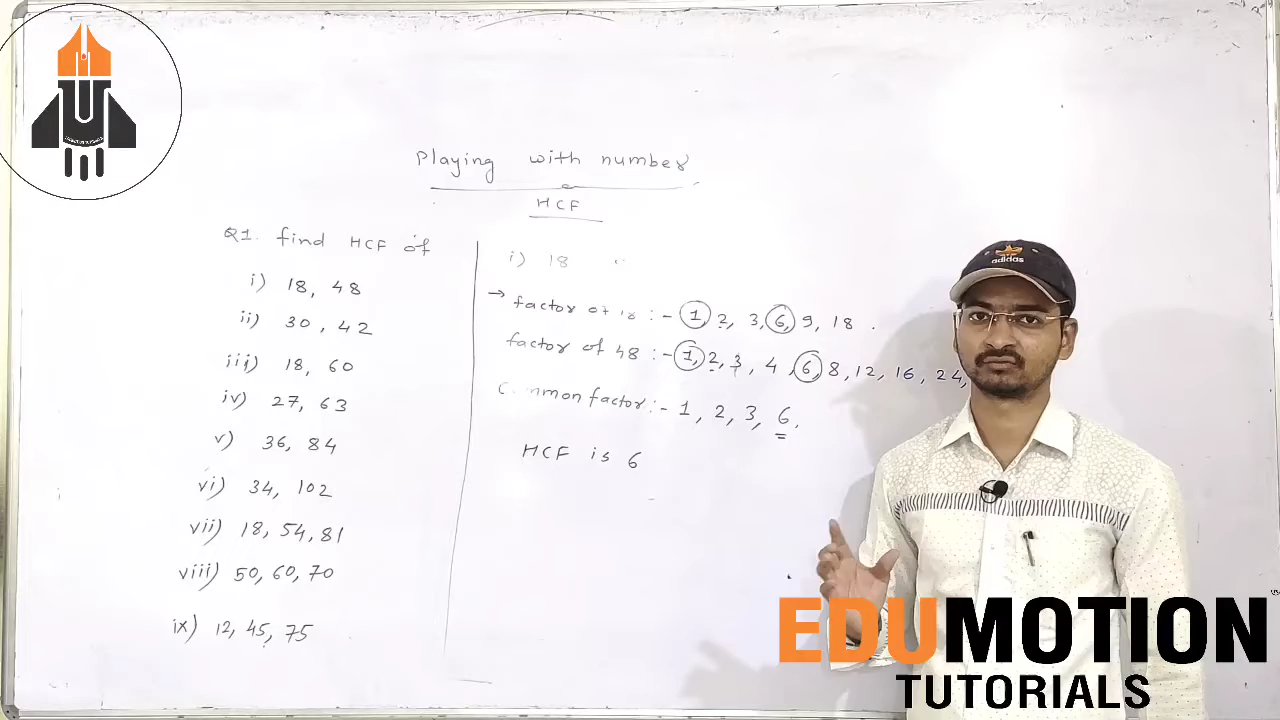 Playing with number
HCF
Q1. find HCF of
i) 18, 48
ii) 30, 42
iii) 18, 60
iv) 27, 63
v) 36, 84
vi) 34, 102
vii) 18, 54, 81
viii) 50, 60, 70
ix) 12, 45, 75
i) 18
→ factor of 18 :- 1 2, 3, 6, 9, 18 .
factor of 48 :- 1, 2, 3, 4, 6, 8, 12, 16, 24,
Common factor :- 1, 2, 3, 6.
HCF is 6
adidas
EDUMOTION
TUTORIALS